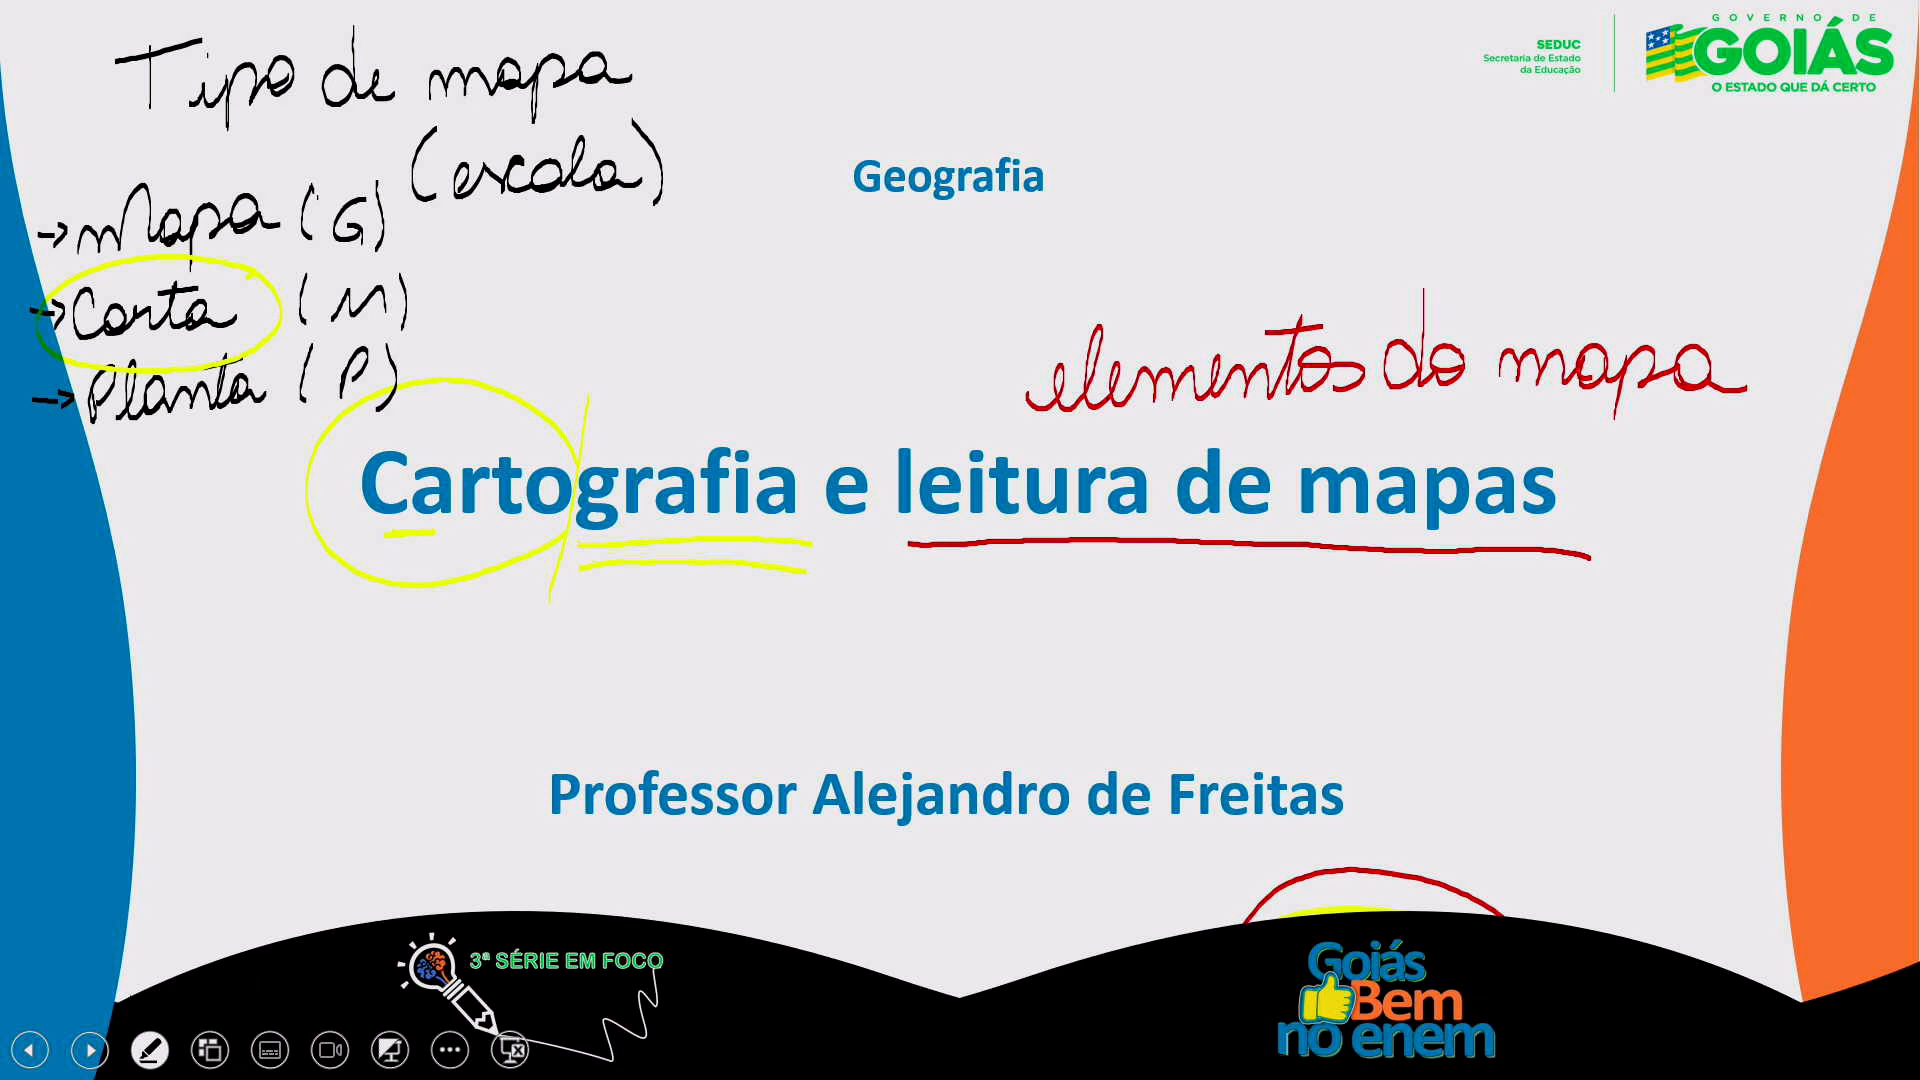 Tipo de mapa
(escala)
→ Mapa (G)
→ Carta (M)
→ Planta (P)
SEDUC
Secretaria de Estado
da Educação
GOVERNO DE
GOIÁS
O ESTADO QUE DÁ CERTO
Geografia
elementos do mapa
Cartografia e leitura de mapas
Professor Alejandro de Freitas
3ª SÉRIE EM FOCO
Goiás
Bem
no enem